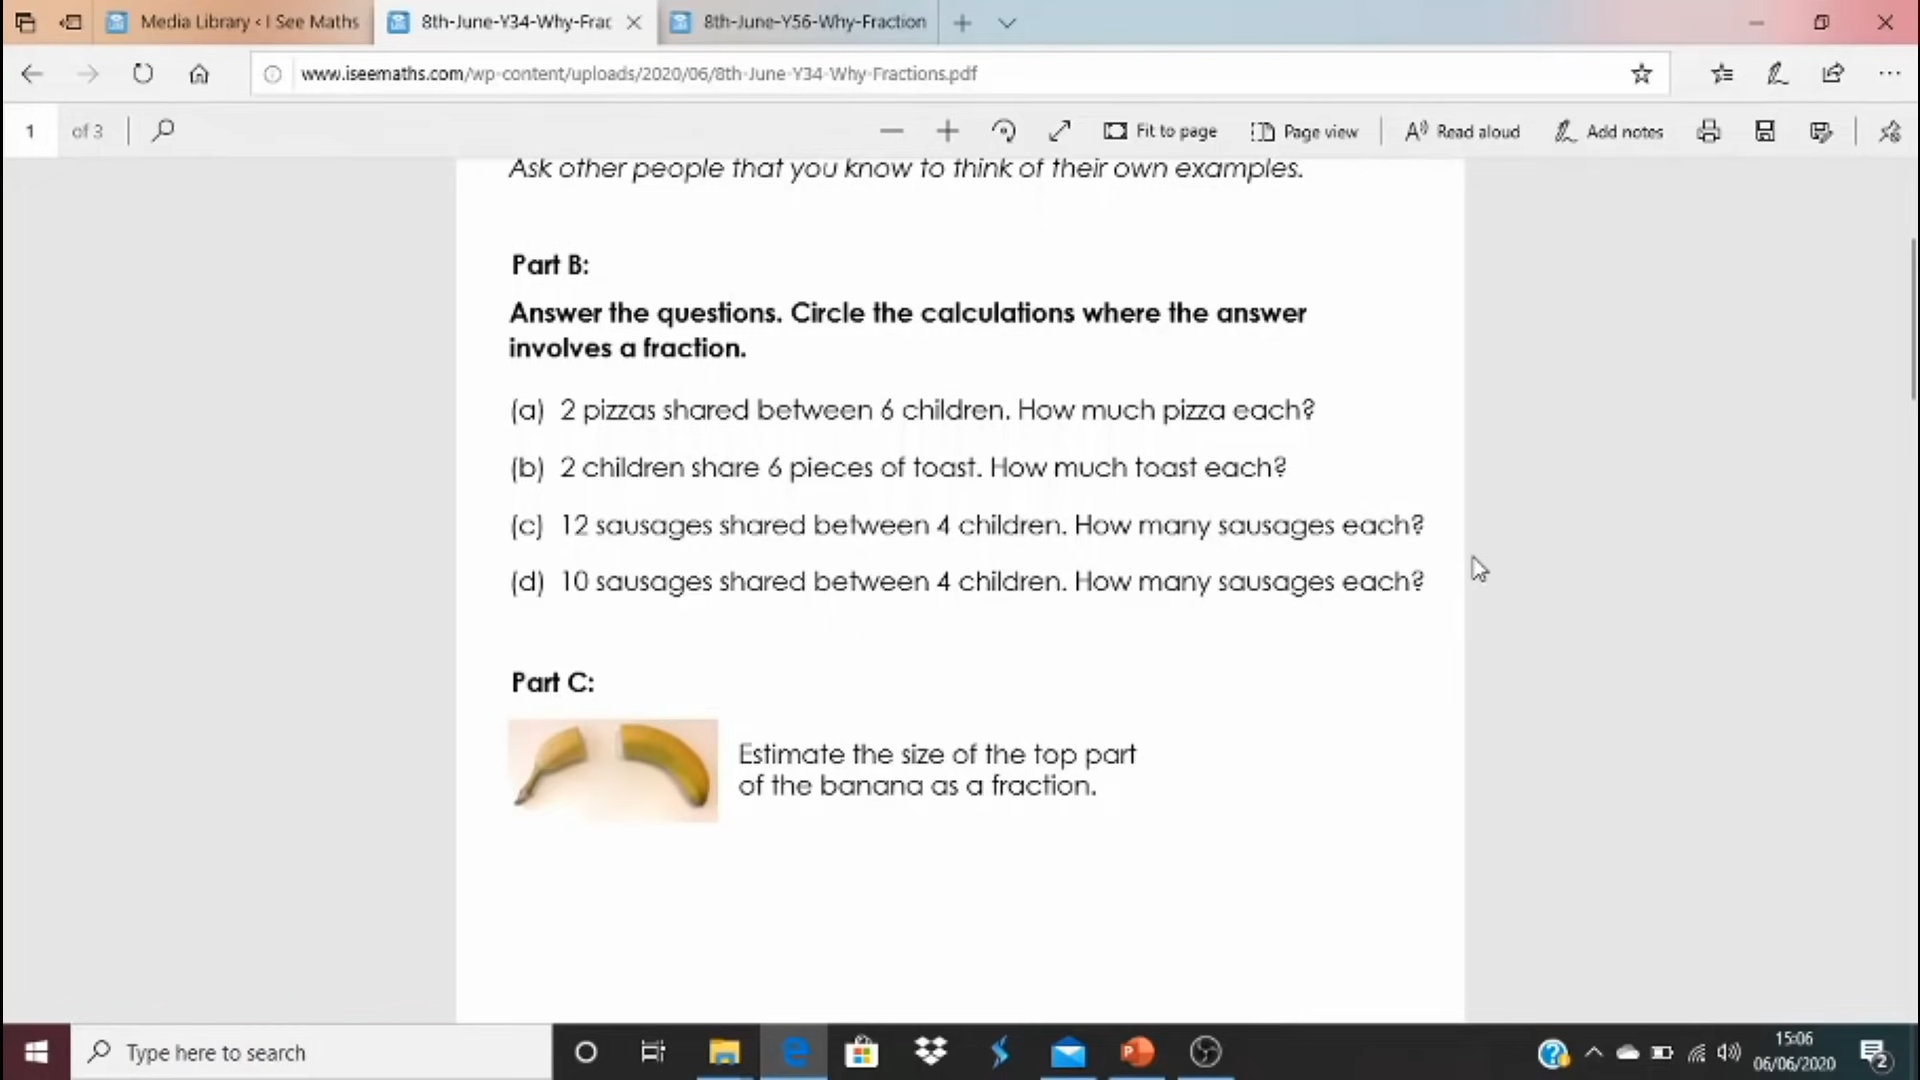 Media Library ‹ I See Maths
8th-June-Y34-Why-Frac
8th-June-Y56-Why-Fraction
www.iseemaths.com/wp-content/uploads/2020/06/8th-June-Y34-Why-Fractions.pdf
1 of 3
Fit to page
Page view
Read aloud
Add notes
Ask other people that you know to think of their own examples.
Part B:
Answer the questions. Circle the calculations where the answer
involves a fraction.
(a) 2 pizzas shared between 6 children. How much pizza each?
(b) 2 children share 6 pieces of toast. How much toast each?
(c) 12 sausages shared between 4 children. How many sausages each?
(d) 10 sausages shared between 4 children. How many sausages each?
Part C:
Estimate the size of the top part
of the banana as a fraction.
Type here to search
15:06
06/06/2020
2